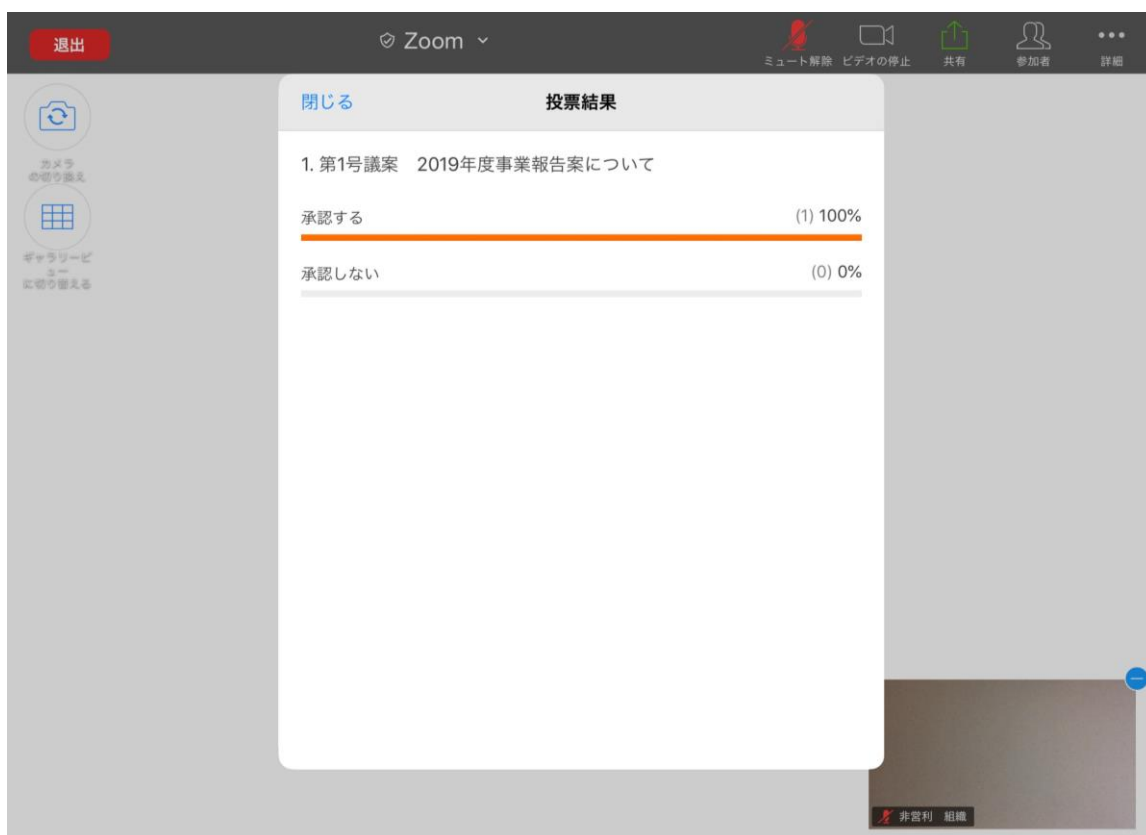 退出
Zoom
ミュート解除 ビデオの停止 共有 参加者 詳細
カメラ
の切り換え
ギャラリービ
ュー
に切り替える
閉じる 投票結果
1. 第1号議案　2019年度事業報告案について
承認する (1) 100%
承認しない (0) 0%
非営利　組織